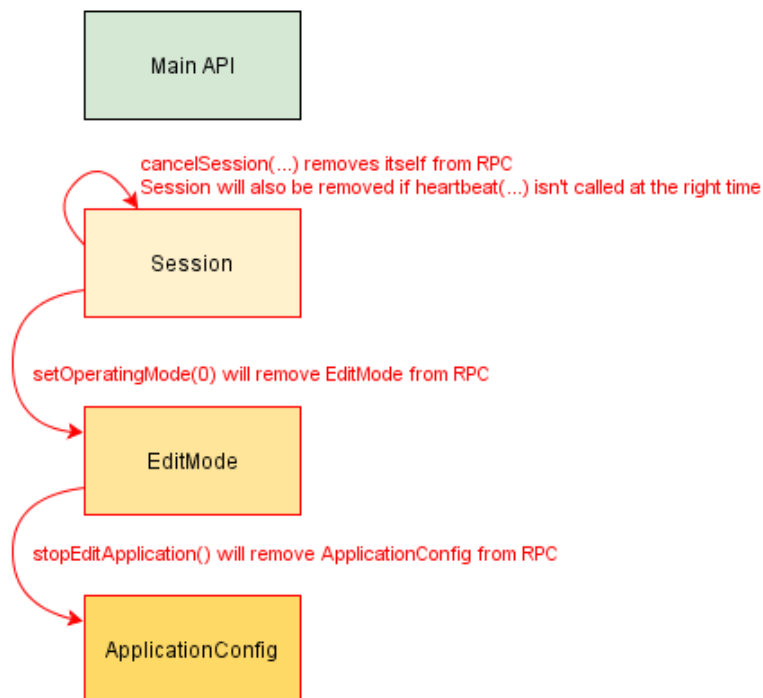 Main API
cancelSession(...) removes itself from RPC
Session will also be removed if heartbeat(...) isn't called at the right time
Session
setOperatingMode(0) will remove EditMode from RPC
EditMode
stopEditApplication() will remove ApplicationConfig from RPC
ApplicationConfig